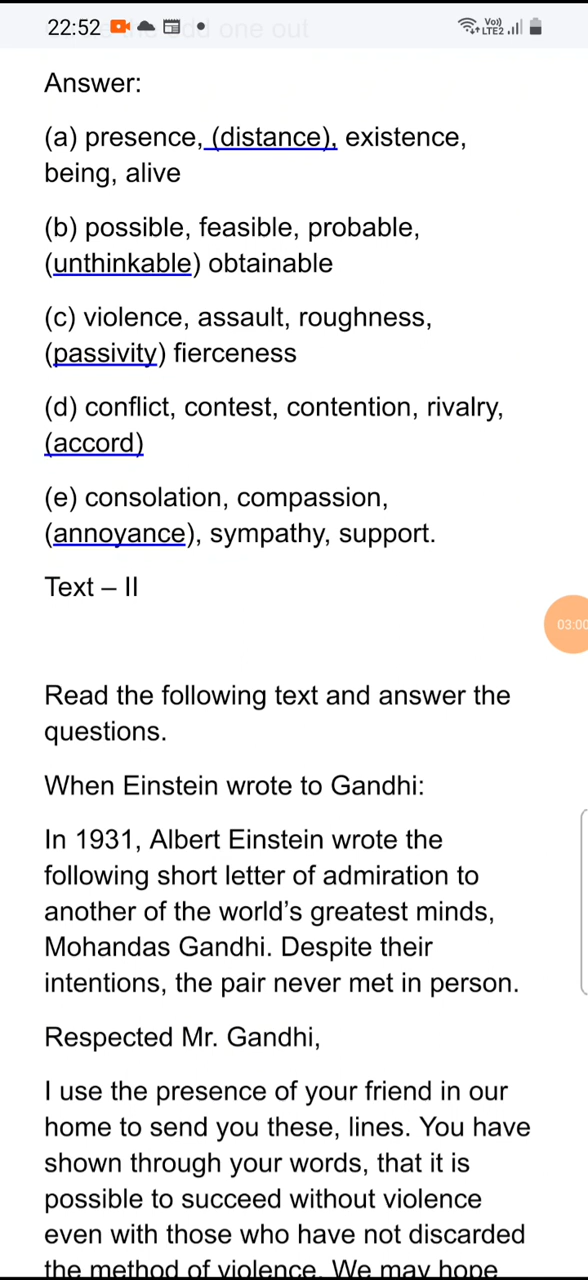 22:52 Vo)) LTE2
the odd one out
Answer:
(a) presence, (distance), existence,
being, alive
(b) possible, feasible, probable,
(unthinkable) obtainable
(c) violence, assault, roughness,
(passivity) fierceness
(d) conflict, contest, contention, rivalry,
(accord)
(e) consolation, compassion,
(annoyance), sympathy, support.
Text – II
03:00
Read the following text and answer the
questions.
When Einstein wrote to Gandhi:
In 1931, Albert Einstein wrote the
following short letter of admiration to
another of the world's greatest minds,
Mohandas Gandhi. Despite their
intentions, the pair never met in person.
Respected Mr. Gandhi,
I use the presence of your friend in our
home to send you these, lines. You have
shown through your words, that it is
possible to succeed without violence
even with those who have not discarded
the method of violence. We may hope